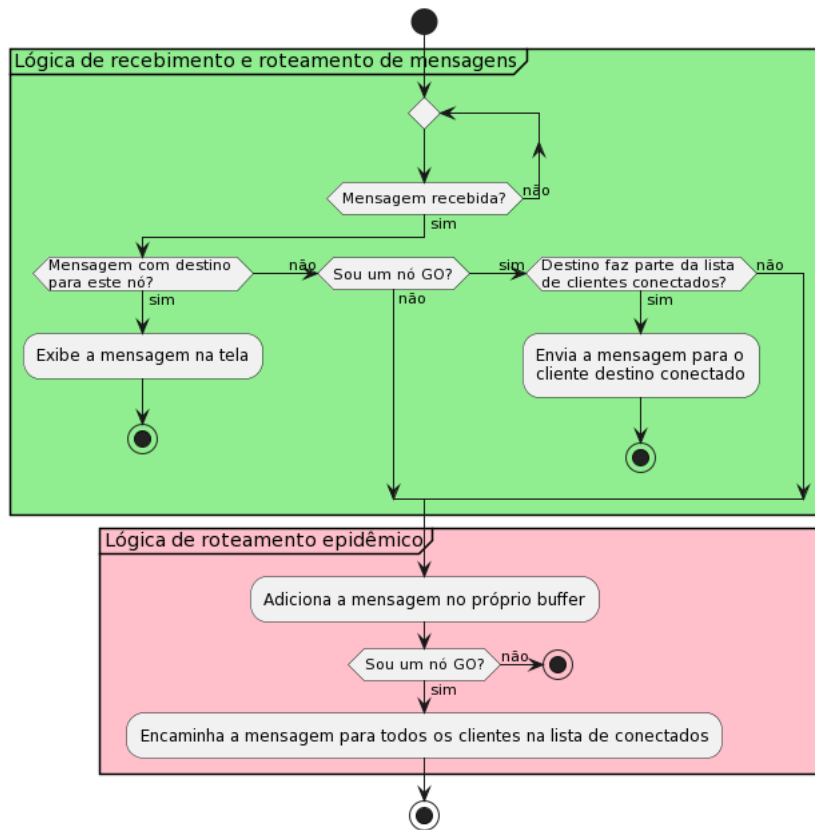 Lógica de recebimento e roteamento de mensagens
Mensagem recebida?
não
sim
Mensagem com destino
para este nó?
não
sim
Sou um nó GO?
sim
não
Destino faz parte da lista
de clientes conectados?
não
sim
Exibe a mensagem na tela
Envia a mensagem para o
cliente destino conectado
Lógica de roteamento epidêmico
Adiciona a mensagem no próprio buffer
Sou um nó GO?
não
sim
Encaminha a mensagem para todos os clientes na lista de conectados